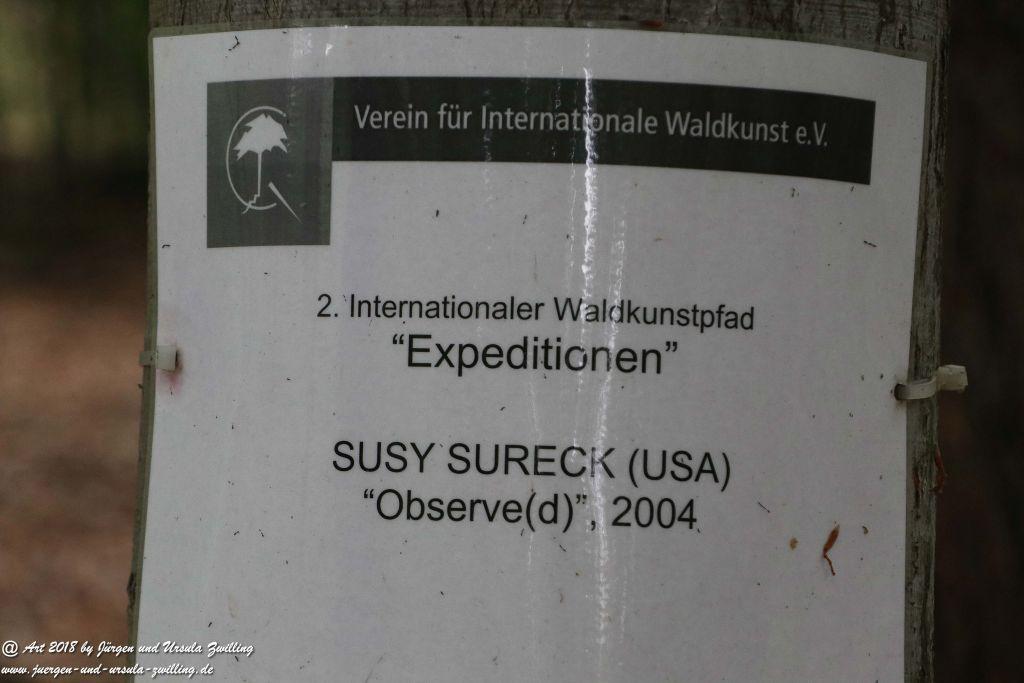 Verein für Internationale Waldkunst e.V.
2. Internationaler Waldkunstpfad
“Expeditionen”
SUSY SURECK (USA)
“Observe(d)”, 2004
@ Art 2018 by Jürgen und Ursula Zwilling
www.juergen-und-ursula-zwilling.de